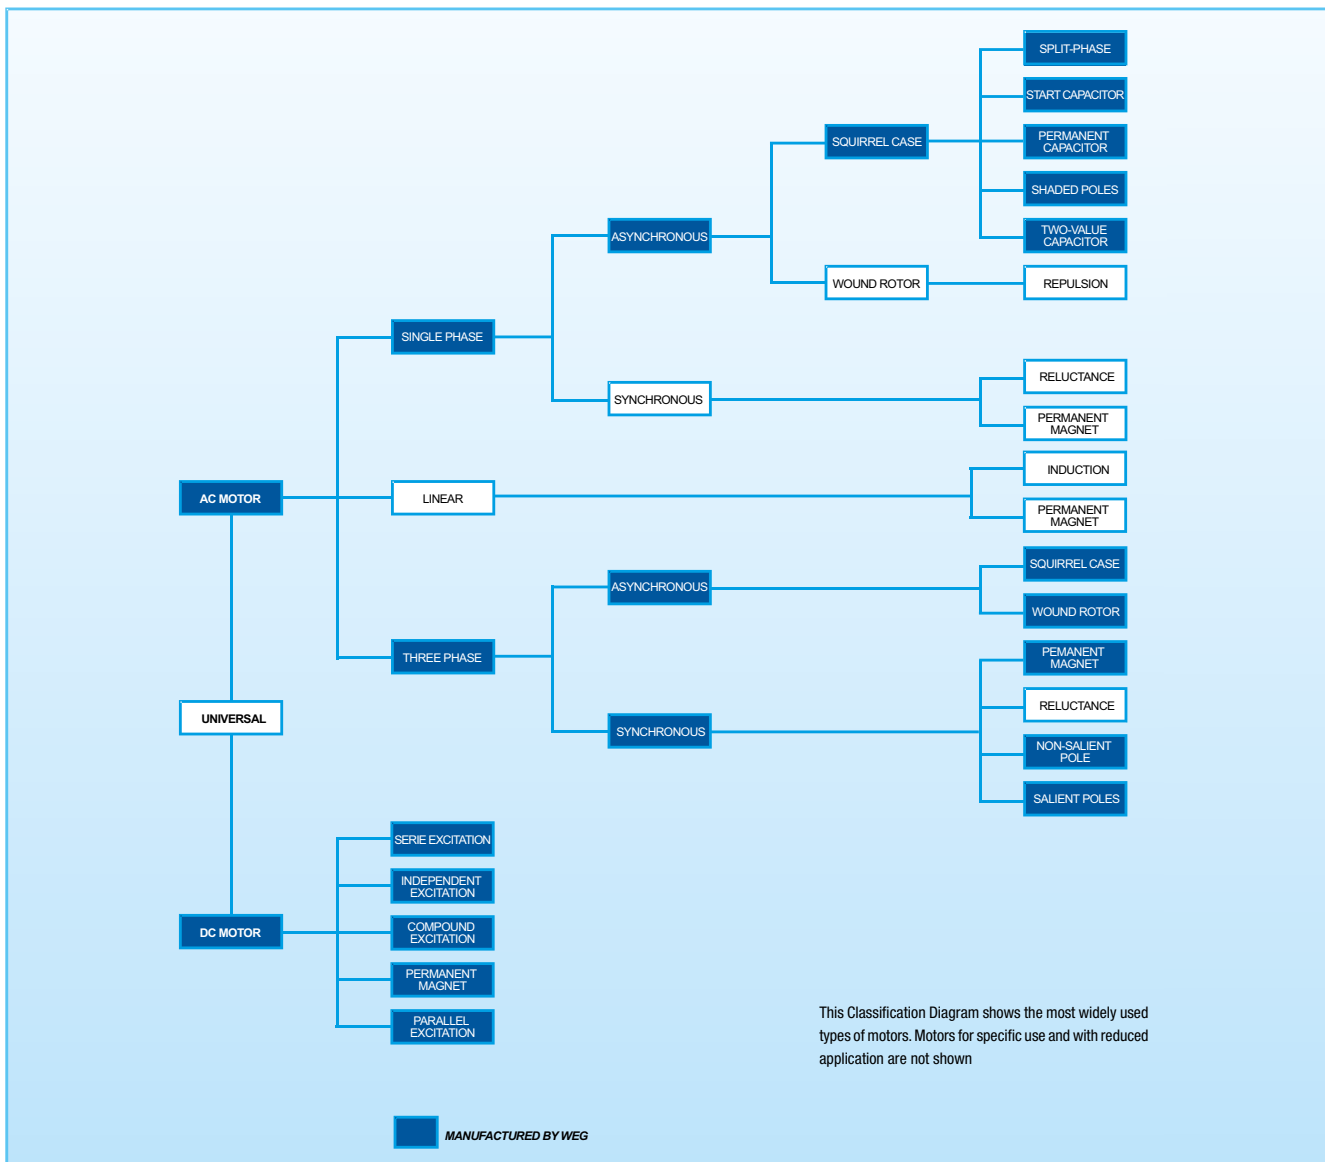 SPLIT-PHASE
START CAPACITOR
PERMANENT
CAPACITOR
SQUIRREL CASE
SHADED POLES
TWO-VALUE
CAPACITOR
ASYNCHRONOUS
WOUND ROTOR
REPULSION
SINGLE PHASE
RELUCTANCE
SYNCHRONOUS
PERMANENT
MAGNET
INDUCTION
AC MOTOR
LINEAR
PERMANENT
MAGNET
SQUIRREL CASE
ASYNCHRONOUS
WOUND ROTOR
THREE PHASE
PEMANENT
MAGNET
RELUCTANCE
UNIVERSAL
SYNCHRONOUS
NON-SALIENT
POLE
SALIENT POLES
SERIE EXCITATION
INDEPENDENT
EXCITATION
DC MOTOR
COMPOUND
EXCITATION
PERMANENT
MAGNET
PARALLEL
EXCITATION
This Classification Diagram shows the most widely used
types of motors. Motors for specific use and with reduced
application are not shown
MANUFACTURED BY WEG